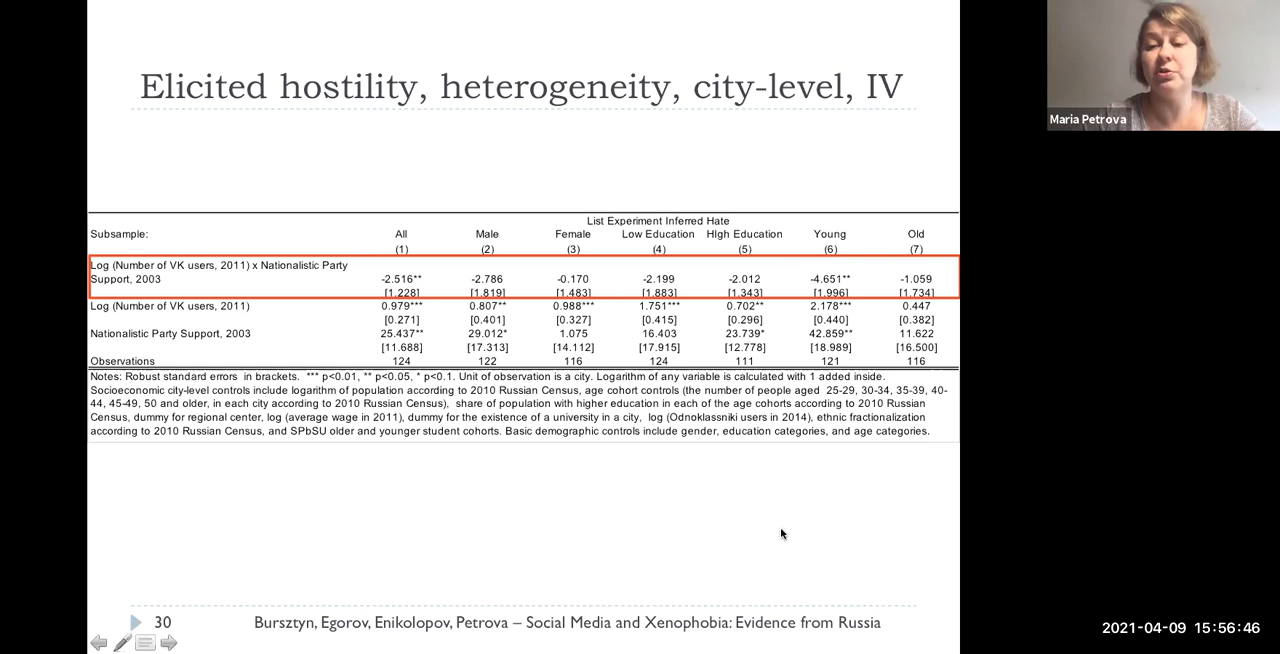 Elicited hostility, heterogeneity, city-level, IV
Maria Petrova
List Experiment Inferred Hate
Subsample: All Male Female Low Education HIgh Education Young Old
(1) (2) (3) (4) (5) (6) (7)
Log (Number of VK users, 2011) x Nationalistic Party
Support, 2003 -2.516** -2.786 -0.170 -2.199 -2.012 -4.651** -1.059
[1.228] [1.819] [1.483] [1.883] [1.343] [1.996] [1.734]
Log (Number of VK users, 2011) 0.979*** 0.807** 0.988*** 1.751*** 0.702** 2.178*** 0.447
[0.271] [0.401] [0.327] [0.415] [0.296] [0.440] [0.382]
Nationalistic Party Support, 2003 25.437** 29.012* 1.075 16.403 23.739* 42.859** 11.622
[11.688] [17.313] [14.112] [17.915] [12.778] [18.989] [16.500]
Observations 124 122 116 124 111 121 116
Notes: Robust standard errors in brackets. *** p<0.01, ** p<0.05, * p<0.1. Unit of observation is a city. Logarithm of any variable is calculated with 1 added inside.
Socioeconomic city-level controls include logarithm of population according to 2010 Russian Census, age cohort controls (the number of people aged 25-29, 30-34, 35-39, 40-
44, 45-49, 50 and older, in each city according to 2010 Russian Census), share of population with higher education in each of the age cohorts according to 2010 Russian
Census, dummy for regional center, log (average wage in 2011), dummy for the existence of a university in a city, log (Odnoklassniki users in 2014), ethnic fractionalization
according to 2010 Russian Census, and SPbSU older and younger student cohorts. Basic demographic controls include gender, education categories, and age categories.
30 Bursztyn, Egorov, Enikolopov, Petrova – Social Media and Xenophobia: Evidence from Russia
2021-04-09 15:56:46